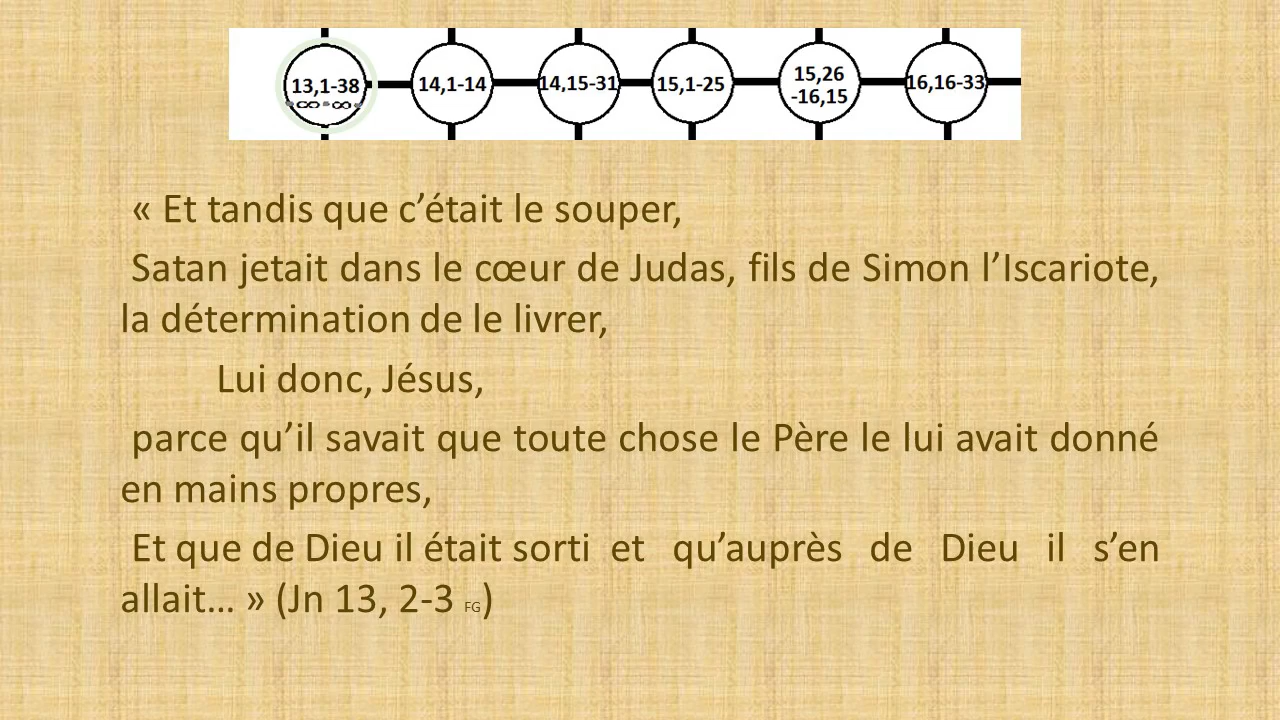 13,1-38 14,1-14 14,15-31 15,1-25 15,26 -16,15 16,16-33
« Et tandis que c’était le souper,
Satan jetait dans le cœur de Judas, fils de Simon l’Iscariote,
la détermination de le livrer,
Lui donc, Jésus,
parce qu’il savait que toute chose le Père le lui avait donné
en mains propres,
Et que de Dieu il était sorti et qu’auprès de Dieu il s’en
allait… » (Jn 13, 2-3 FG)